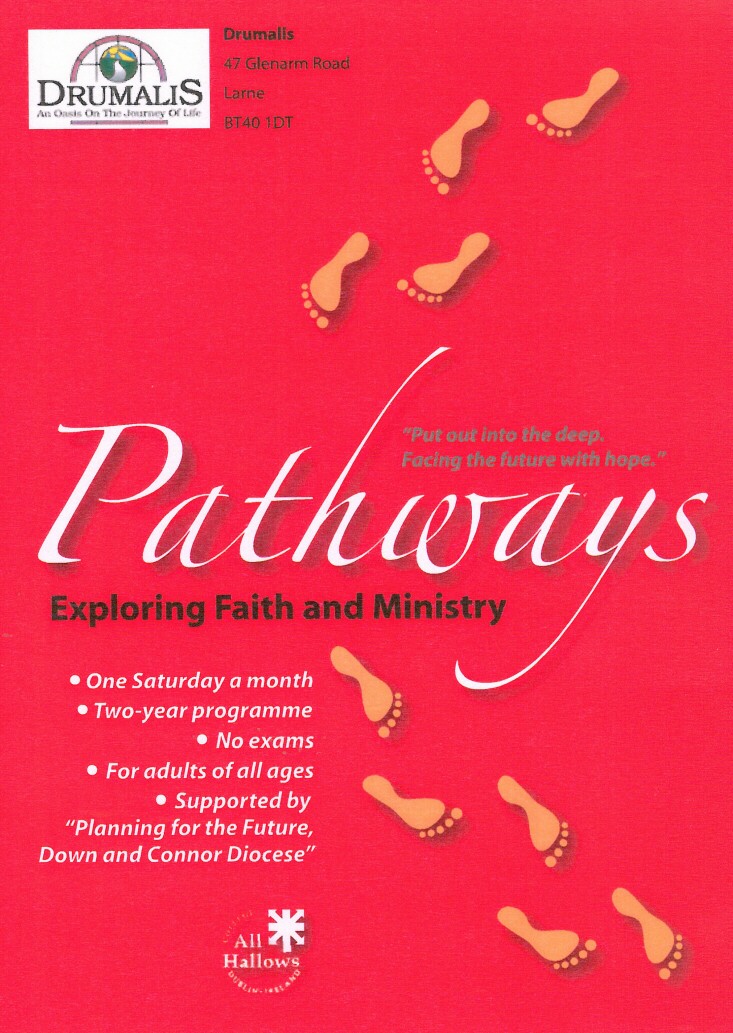 DRUMALIS
An Oasis On The Journey Of Life
Drumalis
47 Glenarm Road
Larne
BT40 1DT
"Put out into the deep.
Facing the future with hope."
Pathways
Exploring Faith and Ministry
• One Saturday a month
• Two-year programme
• No exams
• For adults of all ages
• Supported by
"Planning for the Future,
Down and Connor Diocese"
All
Hallows
DUBLIN-IRELAND